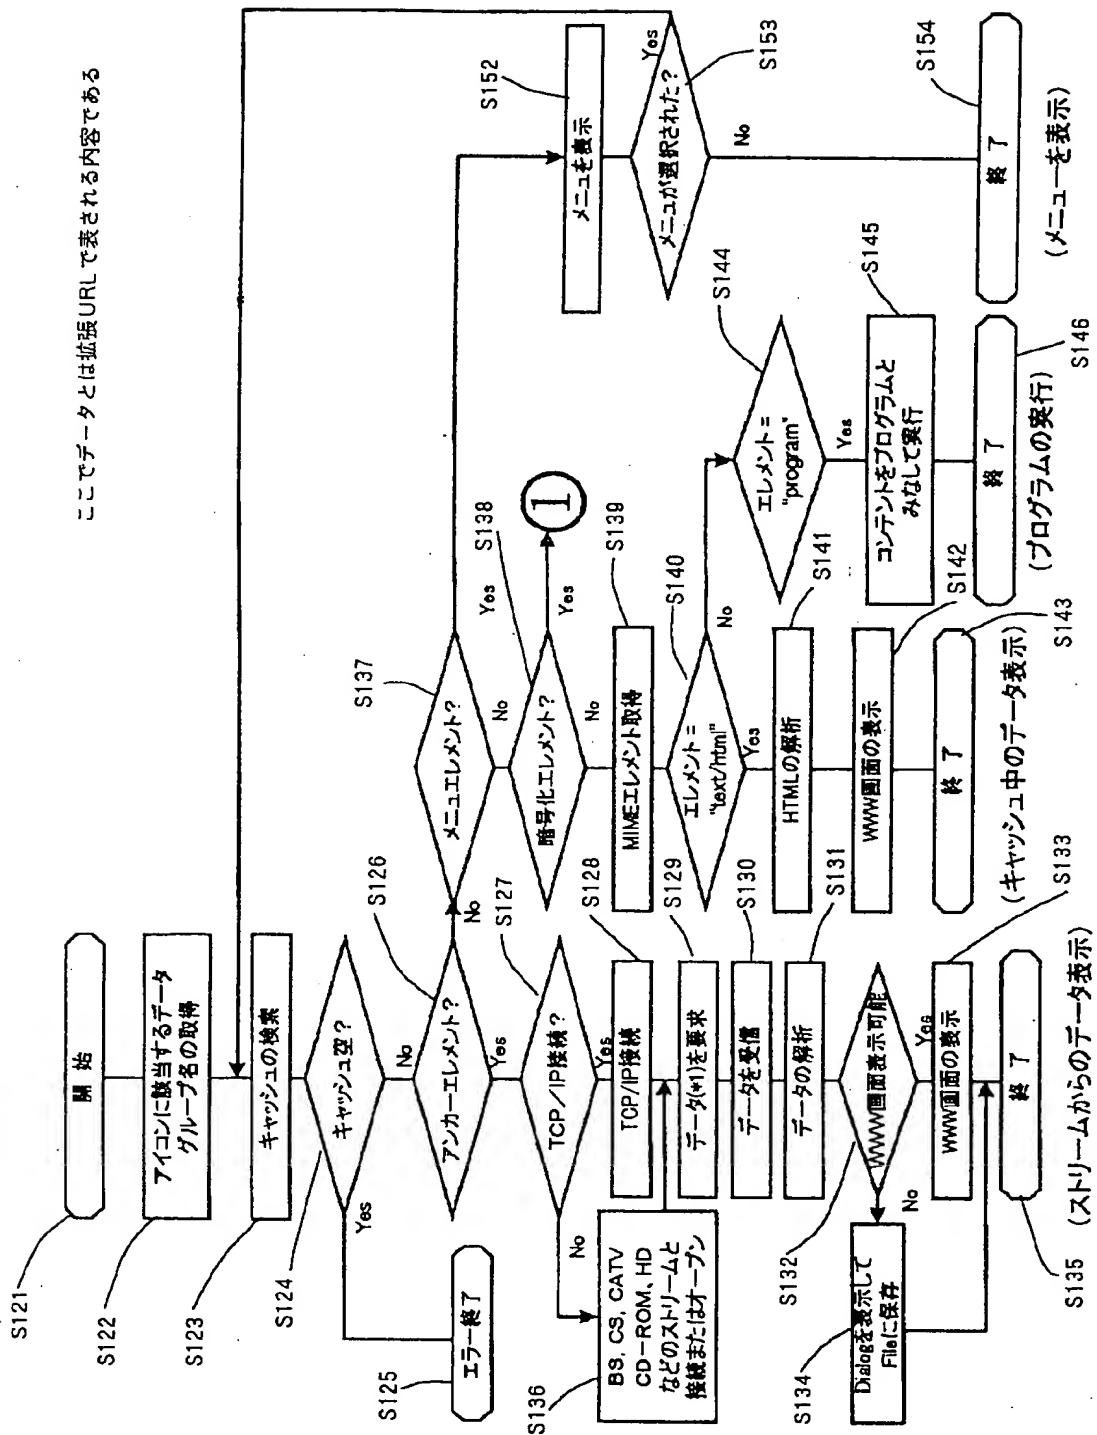 ここでデータとは拡張URLで表される内容である
S121
開 始
S122
アイコンに該当するデータ
グループ名の取得
S123
キャッシュの検索
S124
キャッシュ空?
Yes
No
S125
エラー終了
S126
アンカーエレメント?
No
Yes
S127
TCP/IP接続?
Yes
No
S136
BS, CS, CATV
CD-ROM, HD
などのストリームと
接続またはオープン
S128
TCP/IP接続
S129
データ(*1)を要求
S130
データを受信
S131
データの解析
S132
WWW画面表示可能
Yes
No
S133
WWW画面の表示
S134
Dialogを表示して
Fileに保存
S135
終 了
(ストリームからのデータ表示)
S137
メニュエレメント?
Yes
No
S138
暗号化エレメント?
Yes
1
No
S139
MIMEエレメント取得
S140
エレメント=
"text/html"
No
Yes
S141
HTMLの解析
S142
WWW画面の表示
S143
終 了
(キャッシュ中のデータ表示)
S144
エレメント=
"program"
Yes
S145
コンテントをプログラムと
みなして実行
S146
終 了
(プログラムの実行)
S152
メニュを表示
S153
メニュが選択された?
Yes
No
S154
終 了
(メニューを表示)